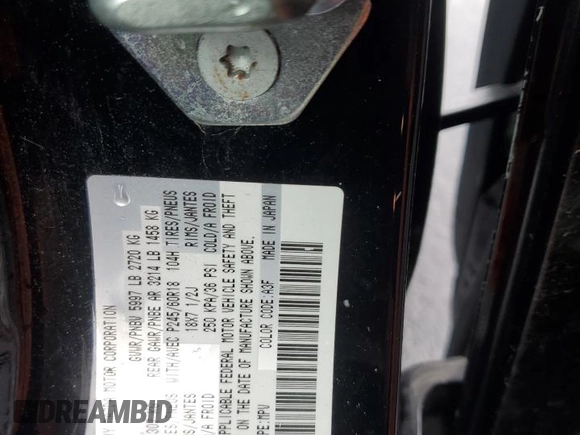 MOTOR CORPORATION
GVWR/PNBV 5997 LB 2720 KG
REAR GAWR/PNBE AR 3214 LB 1458 KG
WITH/AVEC P245/60R18 104H TIRES/PNEUS
18X7 1/2J RIMS/JANTES
250 KPA/36 PSI COLD/A FROID
APPLICABLE FEDERAL MOTOR VEHICLE SAFETY AND THEFT
ON THE DATE OF MANUFACTURE SHOWN ABOVE.
COLOR CODE:A3F MADE IN JAPAN
PE:MPV
DREAMBID